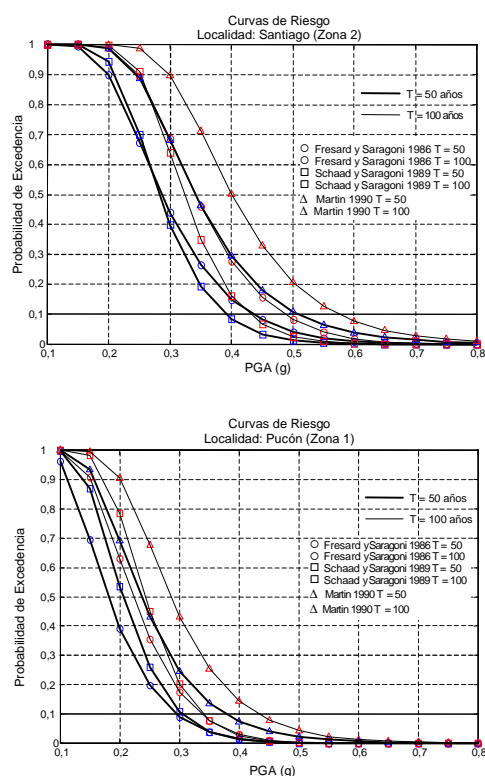 Curvas de Riesgo
Localidad: Santiago (Zona 2)
1
0,9
0,8
0,7
0,6
0,5
0,4
0,3
0,2
0,1
0
Probabilidad de Excedencia
T = 50 años
T = 100 años
Fresard y Saragoni 1986 T = 50
Fresard y Saragoni 1986 T = 100
Schaad y Saragoni 1989 T = 50
Schaad y Saragoni 1989 T = 100
Martin 1990 T = 50
Martin 1990 T = 100
0,1 0,2 0,3 0,4 0,5 0,6 0,7 0,8
PGA (g)
Curvas de Riesgo
Localidad: Pucón (Zona 1)
1
0,9
0,8
0,7
0,6
0,5
0,4
0,3
0,2
0,1
0
Probabilidad de Excedencia
T = 50 años
T = 100 años
Fresard y Saragoni 1986 T = 50
Fresard y Saragoni 1986 T = 100
Schaad y Saragoni 1989 T = 50
Schaad y Saragoni 1989 T = 100
Martin 1990 T = 50
Martin 1990 T = 100
0,1 0,2 0,3 0,4 0,5 0,6 0,7 0,8
PGA (g)